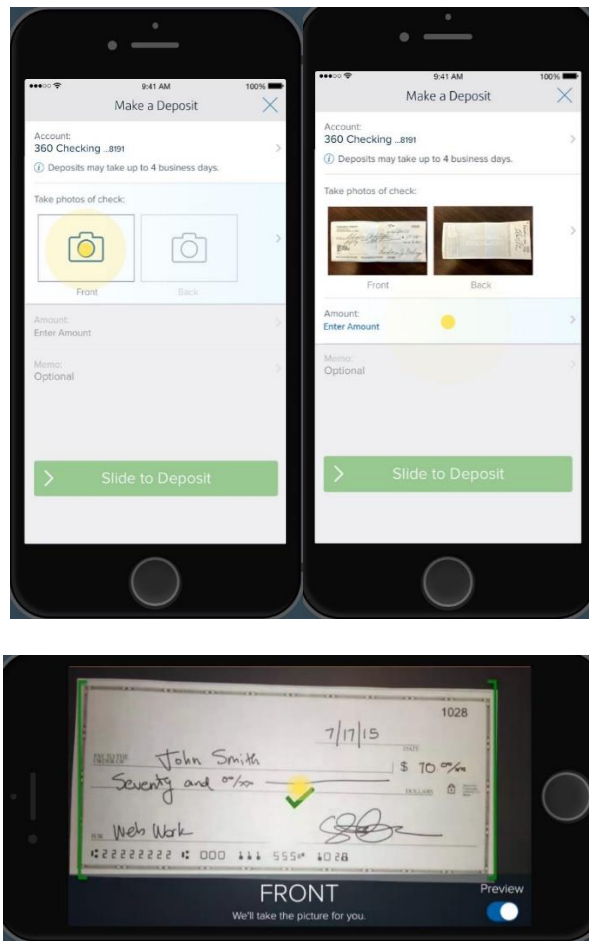 9:41 AM 100%
Make a Deposit
Account:
360 Checking ...8191
Deposits may take up to 4 business days.
Take photos of check:
Front Back
Amount:
Enter Amount
Memo:
Optional
Slide to Deposit
9:41 AM 100%
Make a Deposit
Account:
360 Checking ...8191
Deposits may take up to 4 business days.
Take photos of check:
Front Back
Amount:
Enter Amount
Memo:
Optional
Slide to Deposit
1028
7/17/15
DATE
PAY TO THE
ORDER OF John Smith $ 70 00/xx
Seventy and 00/xx DOLLARS
FOR Web Work
⑆22222222⑆ 000 111 555⑈ 1028
FRONT Preview
We'll take the picture for you.